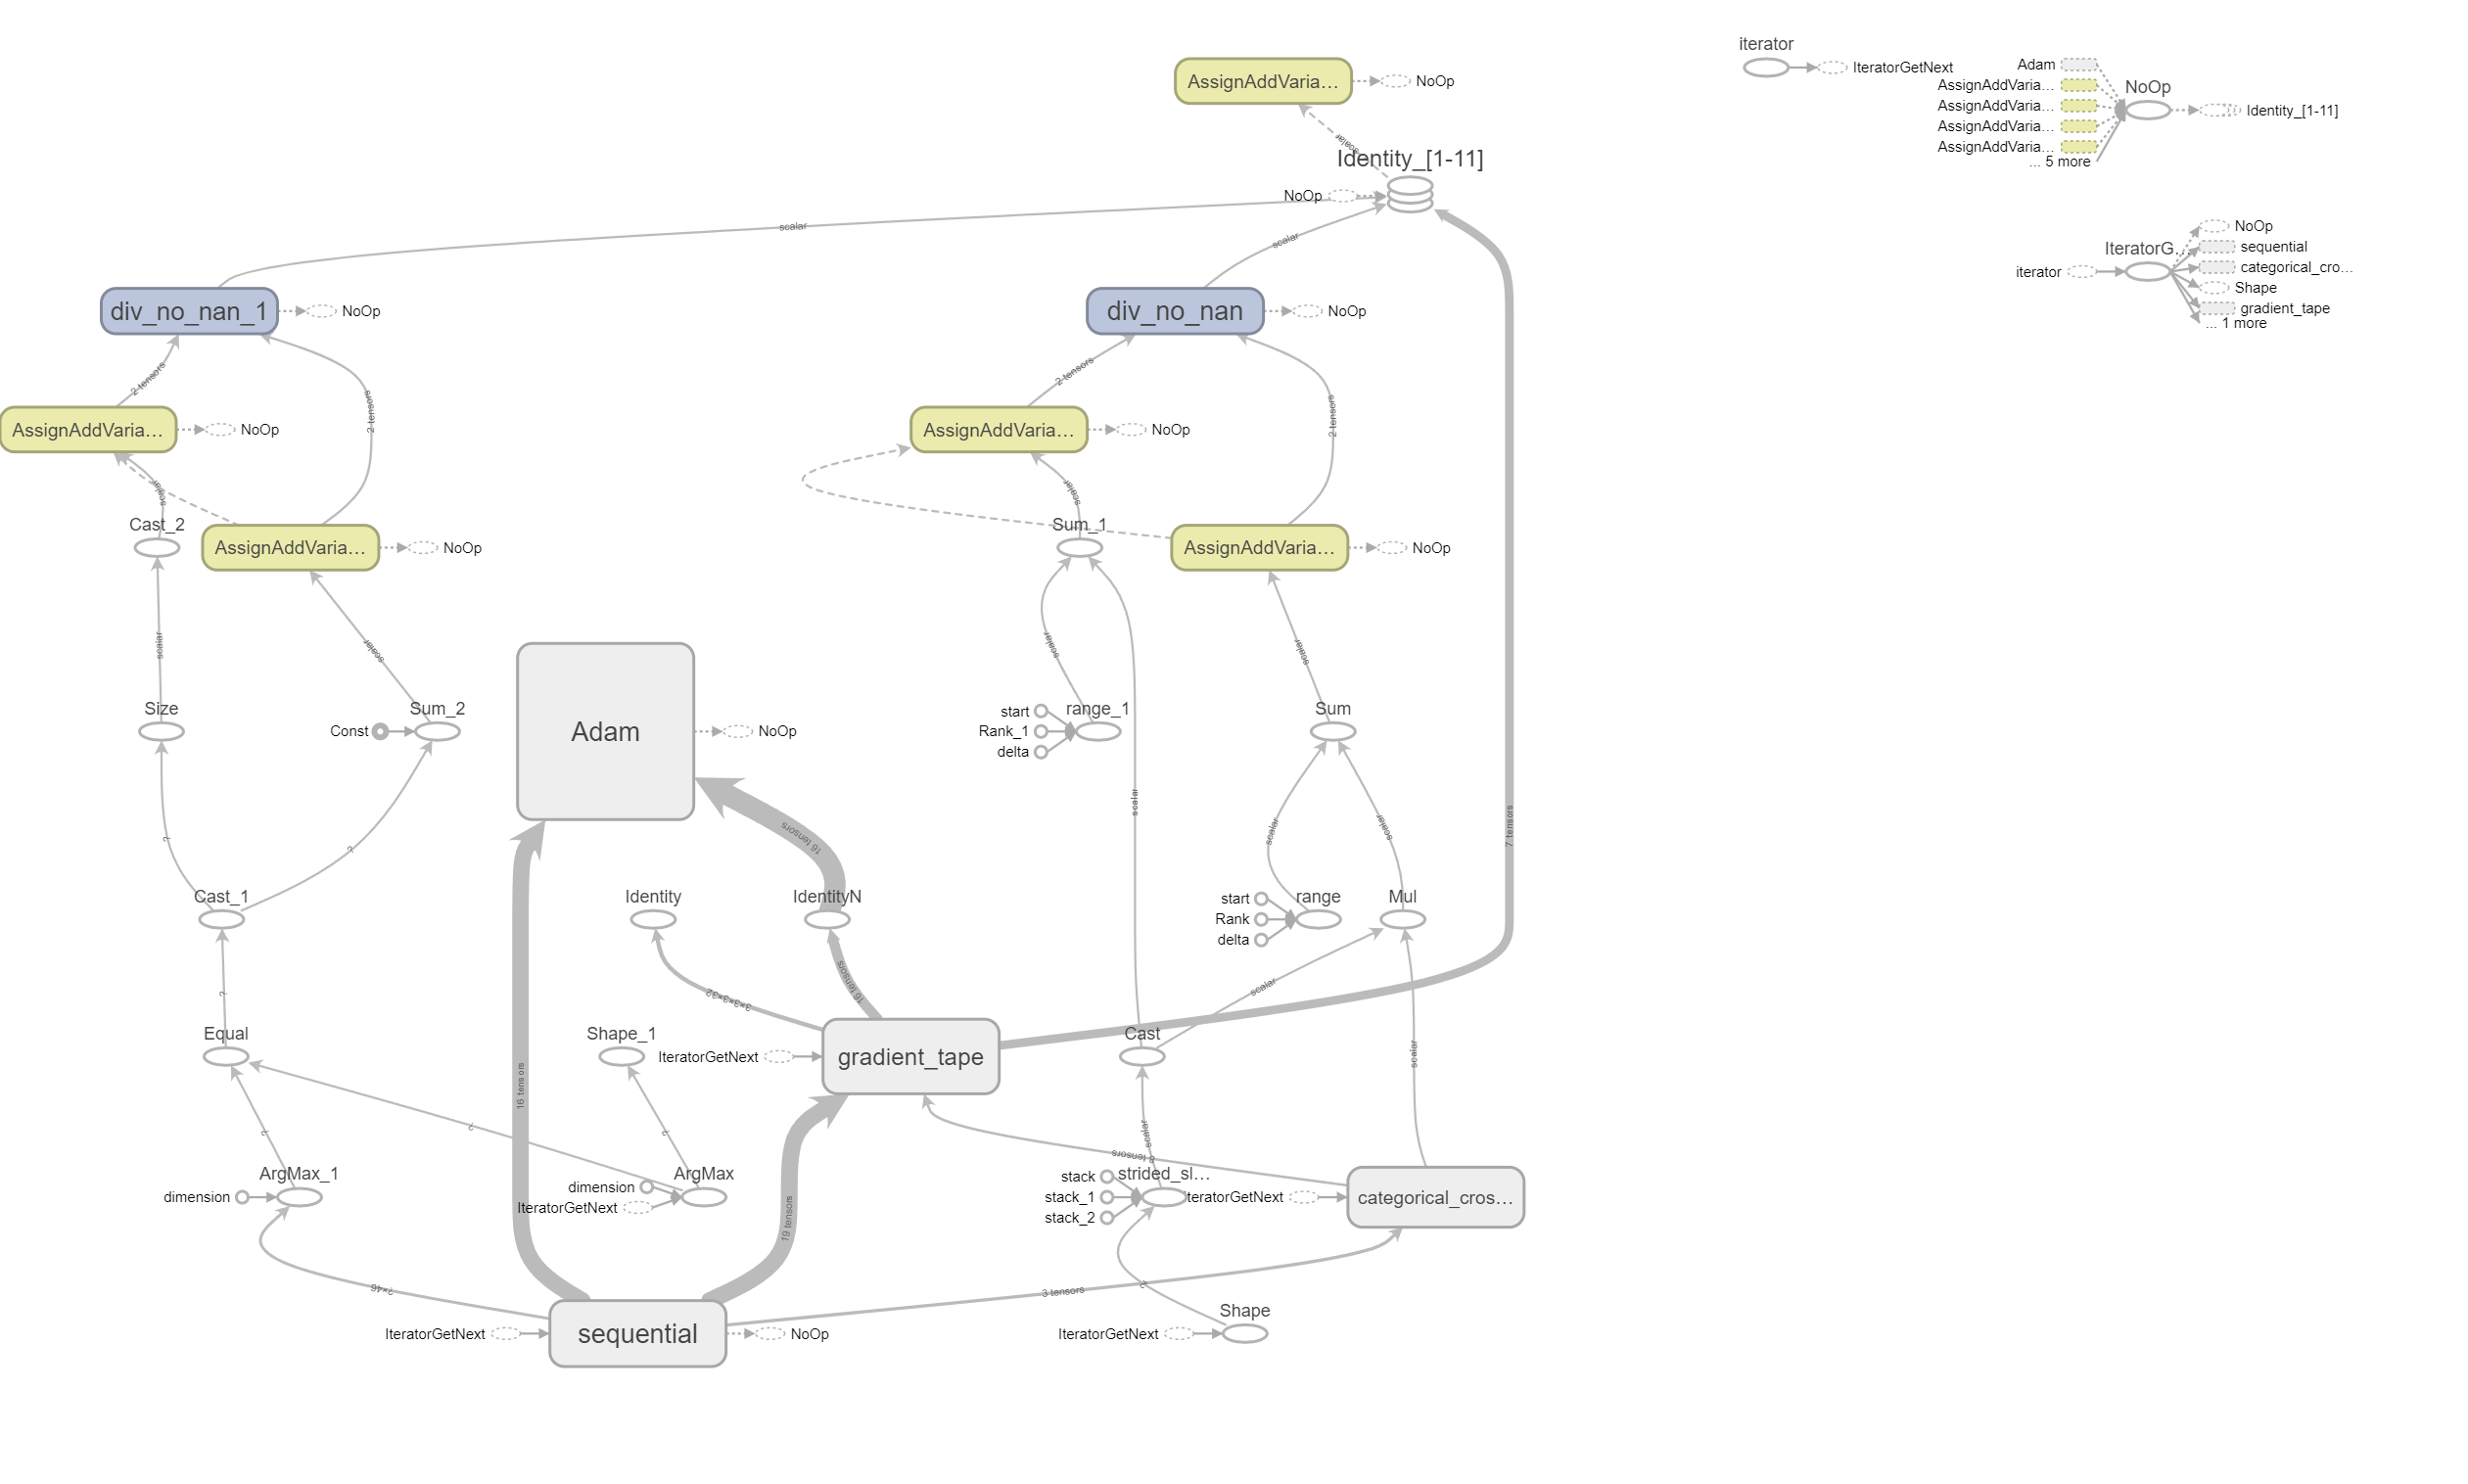 iterator
IteratorGetNext
Adam
AssignAddVaria…
AssignAddVaria…
AssignAddVaria…
AssignAddVaria…
... 5 more
NoOp
Identity_[1-11]
AssignAddVaria…
NoOp
scalar
Identity_[1-11]
NoOp
scalar
scalar
IteratorG…
iterator
NoOp
sequential
categorical_cro…
Shape
gradient_tape
... 1 more
div_no_nan_1
NoOp
div_no_nan
NoOp
2 tensors
2 tensors
2 tensors
2 tensors
AssignAddVaria…
NoOp
AssignAddVaria…
NoOp
scalar
scalar
Cast_2
AssignAddVaria…
NoOp
Sum_1
AssignAddVaria…
NoOp
scalar
scalar
scalar
scalar
Size
Const
Sum_2
Adam
NoOp
start
Rank_1
delta
range_1
Sum
scalar
scalar
scalar
7 tensors
?
?
16 tensors
Cast_1
Identity
IdentityN
start
Rank
delta
range
Mul
?
3×3×3×32
16 tensors
scalar
Equal
Shape_1
IteratorGetNext
gradient_tape
Cast
scalar
16 tensors
?
?
?
scalar
8 tensors
dimension
ArgMax_1
dimension
IteratorGetNext
ArgMax
stack
stack_1
stack_2
strided_sl…
IteratorGetNext
categorical_cros…
19 tensors
?×46
3 tensors
?
IteratorGetNext
sequential
NoOp
IteratorGetNext
Shape